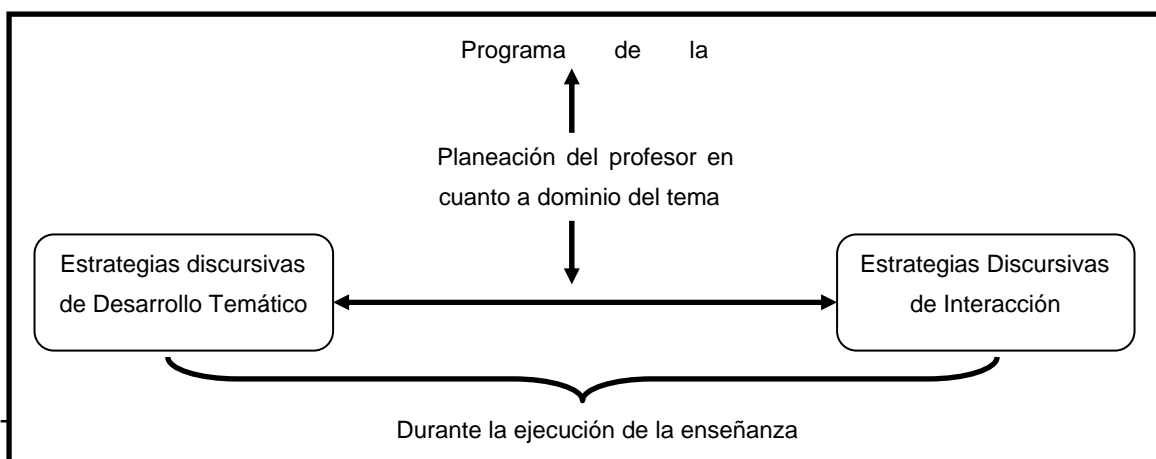 Programa de la
Planeación del profesor en
cuanto a dominio del tema
Estrategias discursivas
de Desarrollo Temático
Estrategias Discursivas
de Interacción
Durante la ejecución de la enseñanza